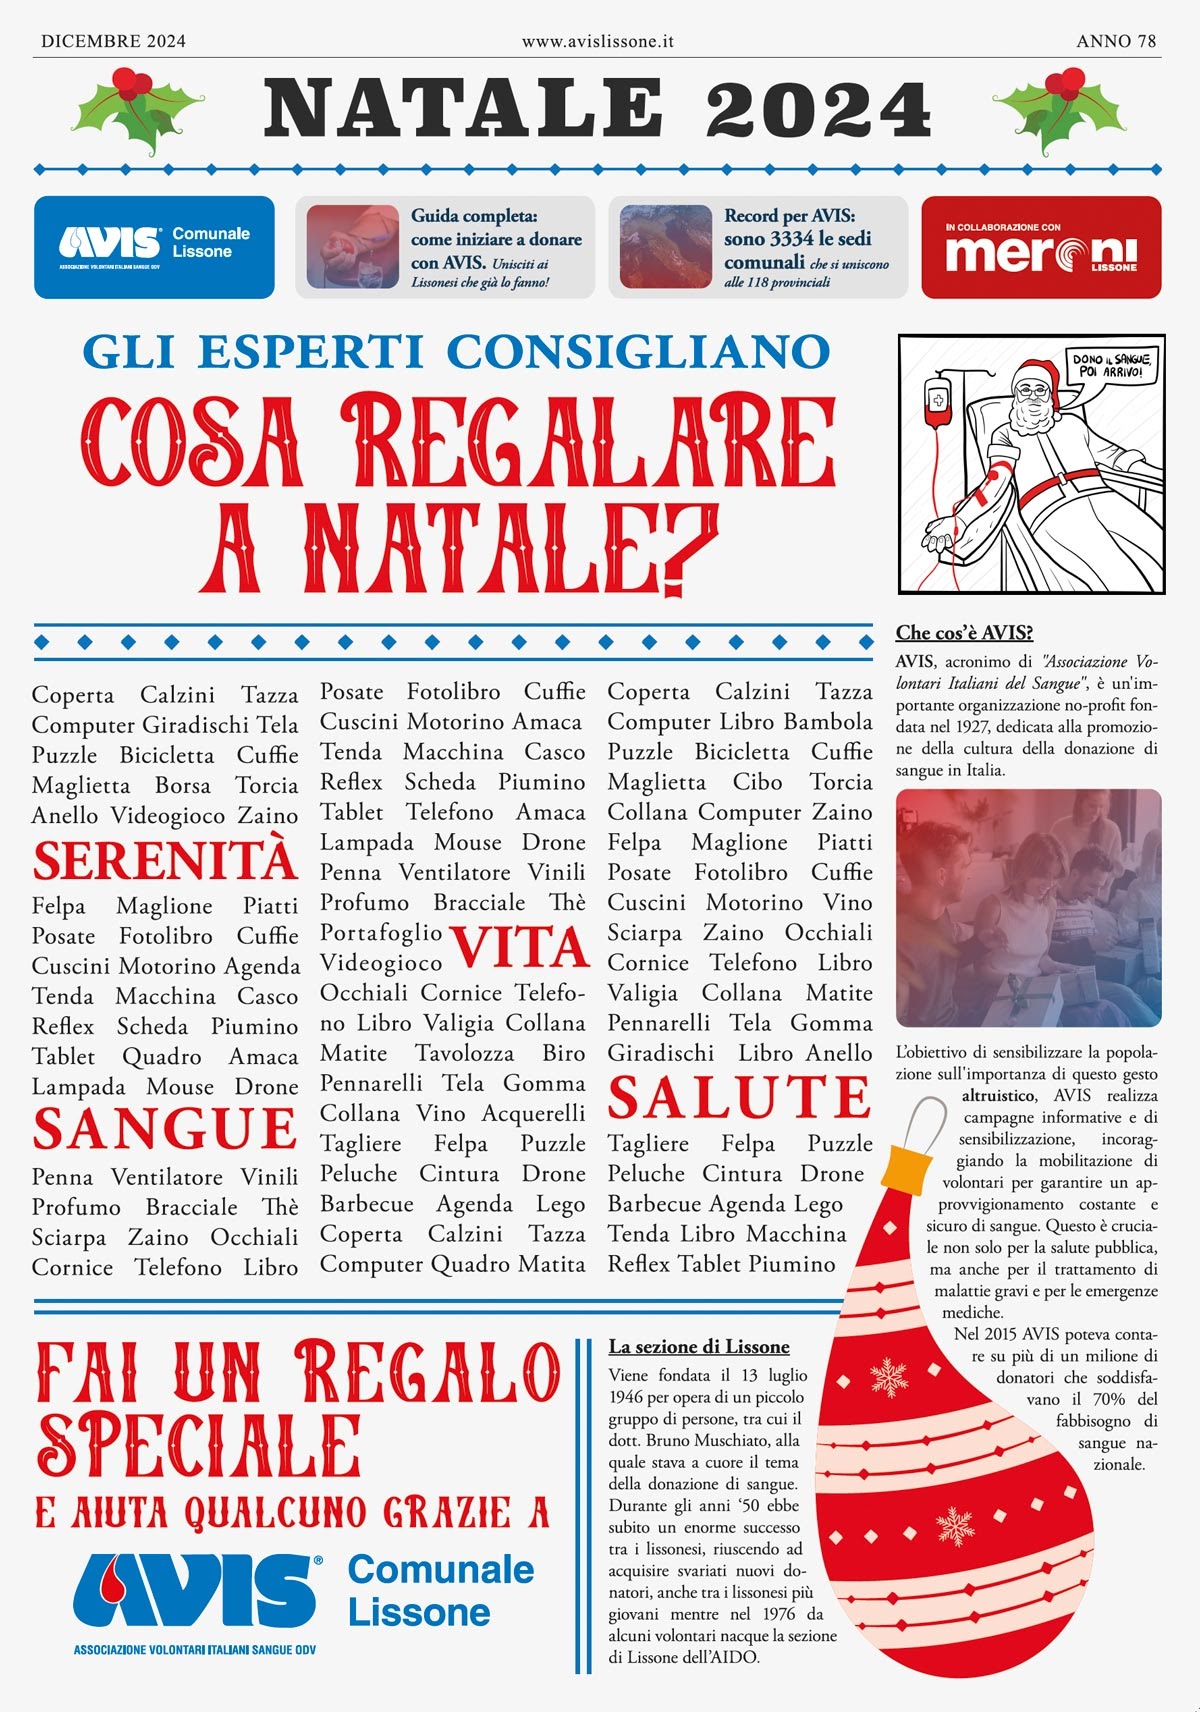 DICEMBRE 2024
www.avislissone.it
ANNO 78
NATALE 2024
AVIS® Comunale
Lissone
ASSOCIAZIONE VOLONTARI ITALIANI SANGUE ODV
Guida completa:
come iniziare a donare
con AVIS. Unisciti ai
Lissonesi che già lo fanno!
Record per AVIS:
sono 3334 le sedi
comunali che si uniscono
alle 118 provinciali
IN COLLABORAZIONE CON
meroni
LISSONE
GLI ESPERTI CONSIGLIANO
COSA REGALARE
A NATALE?
DONO IL SANGUE,
POI ARRIVO!
Coperta Calzini Tazza
Computer Giradischi Tela
Puzzle Bicicletta Cuffie
Maglietta Borsa Torcia
Anello Videogioco Zaino
SERENITÀ
Felpa Maglione Piatti
Posate Fotolibro Cuffie
Cuscini Motorino Agenda
Tenda Macchina Casco
Reflex Scheda Piumino
Tablet Quadro Amaca
Lampada Mouse Drone
SANGUE
Penna Ventilatore Vinili
Profumo Bracciale Thè
Sciarpa Zaino Occhiali
Cornice Telefono Libro
Posate Fotolibro Cuffie
Cuscini Motorino Amaca
Tenda Macchina Casco
Reflex Scheda Piumino
Tablet Telefono Amaca
Lampada Mouse Drone
Penna Ventilatore Vinili
Profumo Bracciale Thè
Portafoglio
Videogioco
VITA
Occhiali Cornice Telefo-
no Libro Valigia Collana
Matite Tavolozza Biro
Pennarelli Tela Gomma
Collana Vino Acquerelli
Tagliere Felpa Puzzle
Peluche Cintura Drone
Barbecue Agenda Lego
Coperta Calzini Tazza
Computer Quadro Matita
Coperta Calzini Tazza
Computer Libro Bambola
Puzzle Bicicletta Cuffie
Maglietta Cibo Torcia
Collana Computer Zaino
Felpa Maglione Piatti
Posate Fotolibro Cuffie
Cuscini Motorino Vino
Sciarpa Zaino Occhiali
Cornice Telefono Libro
Valigia Collana Matite
Pennarelli Tela Gomma
Giradischi Libro Anello
SALUTE
Tagliere Felpa Puzzle
Peluche Cintura Drone
Barbecue Agenda Lego
Tenda Libro Macchina
Reflex Tablet Piumino
Che cos'è AVIS?
AVIS, acronimo di "Associazione Vo-
lontari Italiani del Sangue", è un'im-
portante organizzazione no-profit fon-
data nel 1927, dedicata alla promozio-
ne della cultura della donazione di
sangue in Italia.
L'obiettivo di sensibilizzare la popola-
zione sull'importanza di questo gesto
altruistico, AVIS realizza
campagne informative e di
sensibilizzazione, incorag-
giando la mobilitazione di
volontari per garantire un ap-
provvigionamento costante e
sicuro di sangue. Questo è crucia-
le non solo per la salute pubblica,
ma anche per il trattamento di
malattie gravi e per le emergenze
mediche.
Nel 2015 AVIS poteva conta-
re su più di un milione di
donatori che soddisfa-
vano il 70% del
fabbisogno di
sangue na-
zionale.
FAI UN REGALO
SPECIALE
E AIUTA QUALCUNO GRAZIE A
AVIS® Comunale
Lissone
ASSOCIAZIONE VOLONTARI ITALIANI SANGUE ODV
La sezione di Lissone
Viene fondata il 13 luglio
1946 per opera di un piccolo
gruppo di persone, tra cui il
dott. Bruno Muschiato, alla
quale stava a cuore il tema
della donazione di sangue.
Durante gli anni ‘50 ebbe
subito un enorme successo
tra i lissonesi, riuscendo ad
acquisire svariati nuovi do-
natori, anche tra i lissonesi più
giovani mentre nel 1976 da
alcuni volontari nacque la sezione
di Lissone dell'AIDO.